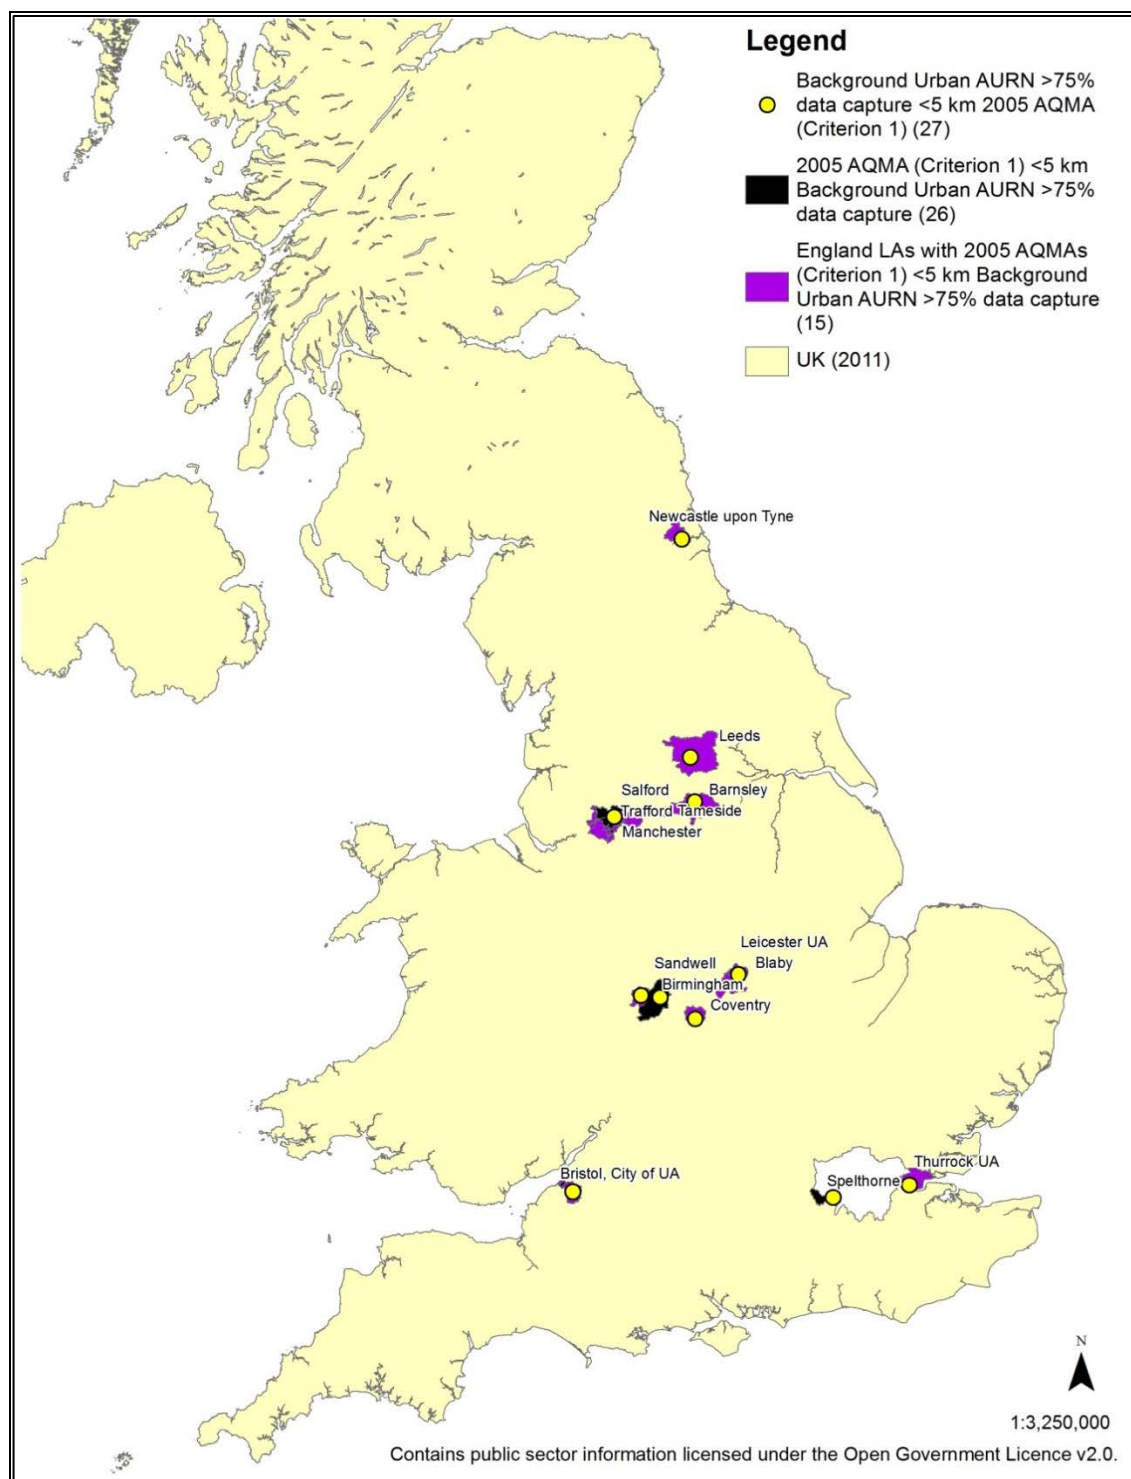 Legend
Background Urban AURN >75%
data capture <5 km 2005 AQMA
(Criterion 1) (27)
2005 AQMA (Criterion 1) <5 km
Background Urban AURN >75%
data capture (26)
England LAs with 2005 AQMAs
(Criterion 1) <5 km Background
Urban AURN >75% data capture
(15)
UK (2011)
Newcastle upon Tyne
Leeds
Salford
Barnsley
Trafford
Tameside
Manchester
Leicester UA
Sandwell
Blaby
Birmingham
Coventry
Thurrock UA
Bristol, City of UA
Spelthorne
N
1:3,250,000
Contains public sector information licensed under the Open Government Licence v2.0.